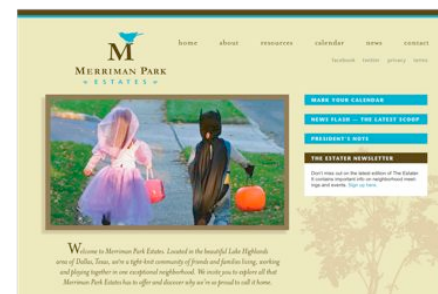 home about resources calendar news contact
facebook twitter privacy terms
M
MERRIMAN PARK
ESTATES
MARK YOUR CALENDAR
NEWS FLASH — THE LATEST SCOOP
PRESIDENT'S NOTE
THE ESTATER NEWSLETTER
Don't miss out on the latest edition of The Estater.
It contains important info on neighborhood meet-
ings and events. Sign up here.
Welcome to Merriman Park Estates. Located in the beautiful Lake Highlands
area of Dallas, Texas, we're a tight-knit community of friends and families living, working
and playing together in one exceptional neighborhood. We invite you to explore all that
Merriman Park Estates has to offer and discover why we're so proud to call it home.